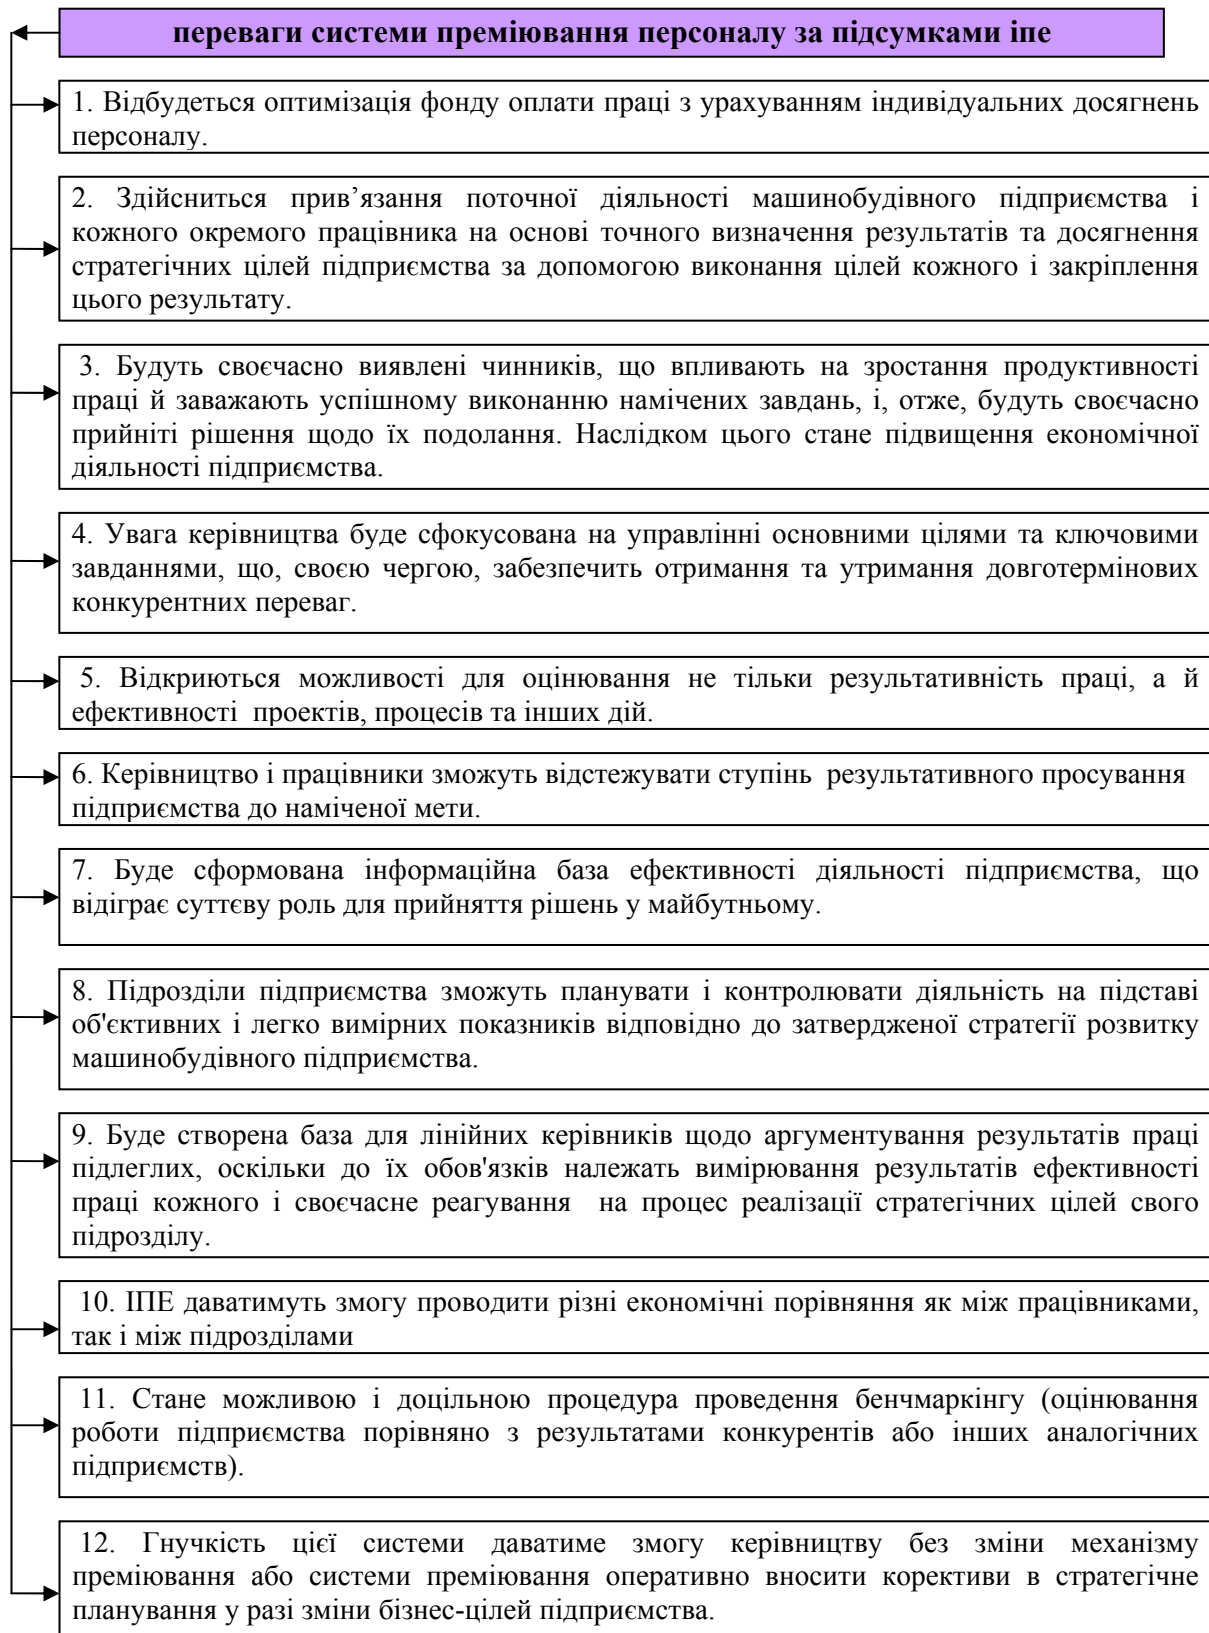 переваги системи преміювання персоналу за підсумками іпе
1. Відбудеться оптимізація фонду оплати праці з урахуванням індивідуальних досягнень
персоналу.
2. Здійсниться прив’язання поточної діяльності машинобудівного підприємства і
кожного окремого працівника на основі точного визначення результатів та досягнення
стратегічних цілей підприємства за допомогою виконання цілей кожного і закріплення
цього результату.
3. Будуть своєчасно виявлені чинників, що впливають на зростання продуктивності
праці й заважають успішному виконанню намічених завдань, і, отже, будуть своєчасно
прийніті рішення щодо їх подолання. Наслідком цього стане підвищення економічної
діяльності підприємства.
4. Увага керівництва буде сфокусована на управлінні основними цілями та ключовими
завданнями, що, своєю чергою, забезпечить отримання та утримання довготермінових
конкурентних переваг.
5. Відкриються можливості для оцінювання не тільки результативність праці, а й
ефективності проектів, процесів та інших дій.
6. Керівництво і працівники зможуть відстежувати ступінь результативного просування
підприємства до наміченої мети.
7. Буде сформована інформаційна база ефективності діяльності підприємства, що
відіграє суттєву роль для прийняття рішень у майбутньому.
8. Підрозділи підприємства зможуть планувати і контролювати діяльність на підставі
об'єктивних і легко вимірних показників відповідно до затвердженої стратегії розвитку
машинобудівного підприємства.
9. Буде створена база для лінійних керівників щодо аргументування результатів праці
підлеглих, оскільки до їх обов'язків належать вимірювання результатів ефективності
праці кожного і своєчасне реагування на процес реалізації стратегічних цілей свого
підрозділу.
10. ІПЕ даватимуть змогу проводити різні економічні порівняння як між працівниками,
так і між підрозділами
11. Стане можливою і доцільною процедура проведення бенчмаркінгу (оцінювання
роботи підприємства порівняно з результатами конкурентів або інших аналогічних
підприємств).
12. Гнучкість цієї системи даватиме змогу керівництву без зміни механізму
преміювання або системи преміювання оперативно вносити корективи в стратегічне
планування у разі зміни бізнес-цілей підприємства.